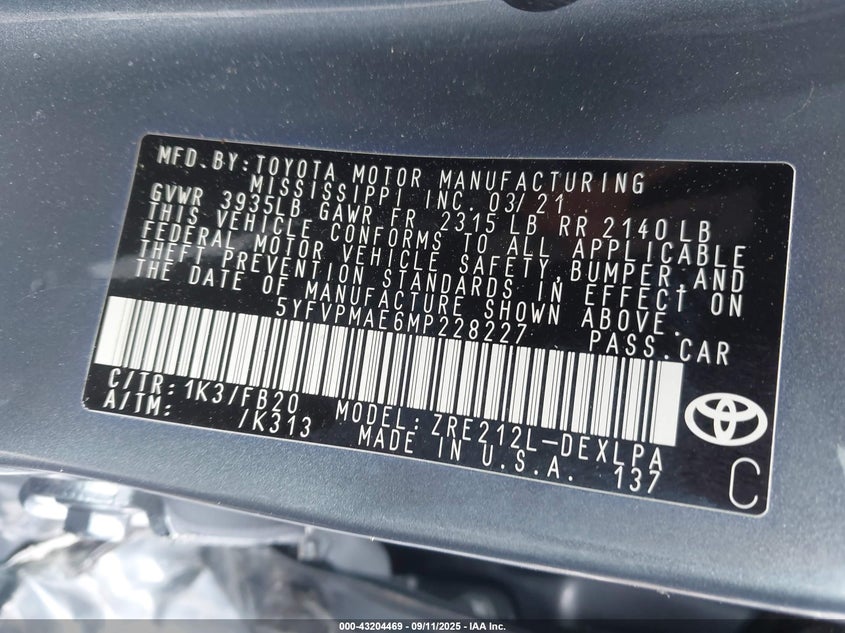 MFD.BY:TOYOTA MOTOR MANUFACTURING
MISSISSIPPI INC. 03/21
GVWR 3935LB GAWR FR 2315 LB RR 2140 LB
THIS VEHICLE CONFORMS TO ALL APPLICABLE
FEDERAL MOTOR VEHICLE SAFETY,BUMPER,AND
THEFT PREVENTION STANDARDS IN EFFECT ON
THE DATE OF MANUFACTURE SHOWN ABOVE.
5YFVPMAE6MP228227 PASS.CAR
C/TR: 1K3/FB20 MODEL: ZRE212L-DEXLPA
A/TM: /K313 MADE IN U.S.A. 137
C
000-43204469 - 09/11/2025 - IAA Inc.